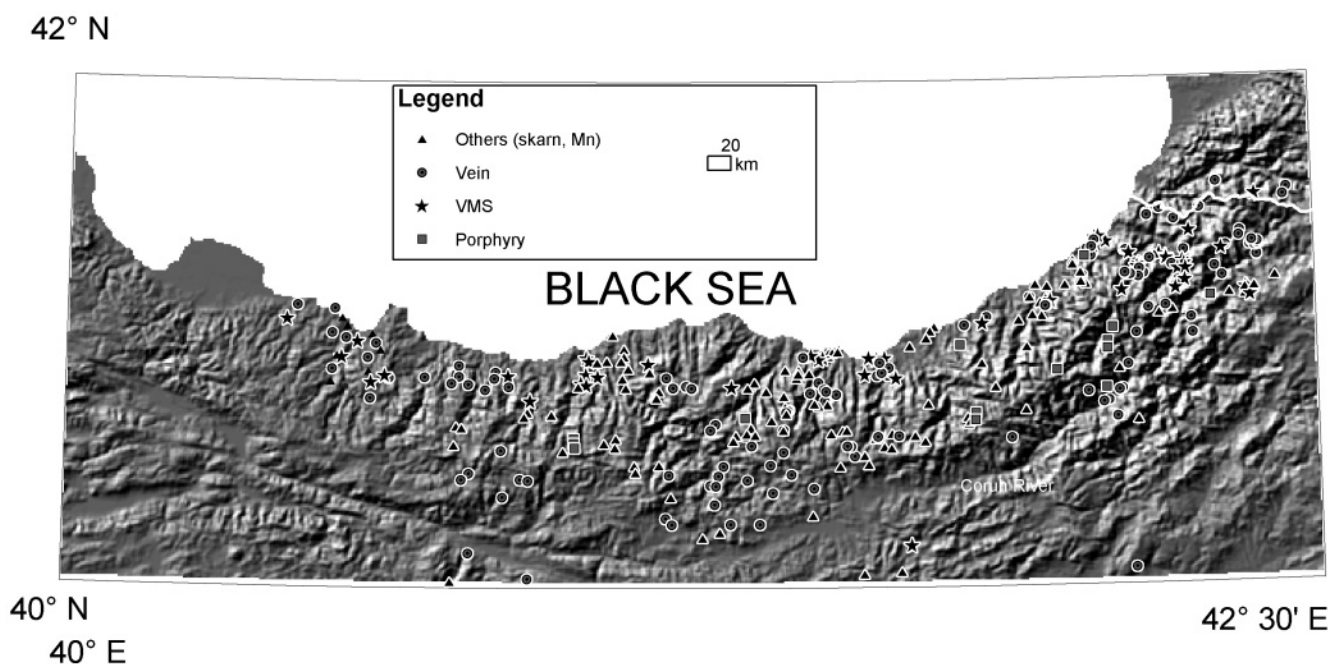 42° N
Legend
Others (skarn, Mn)
Vein
VMS
Porphyry
20
km
BLACK SEA
Coruh River
40° N
40° E
42° 30' E